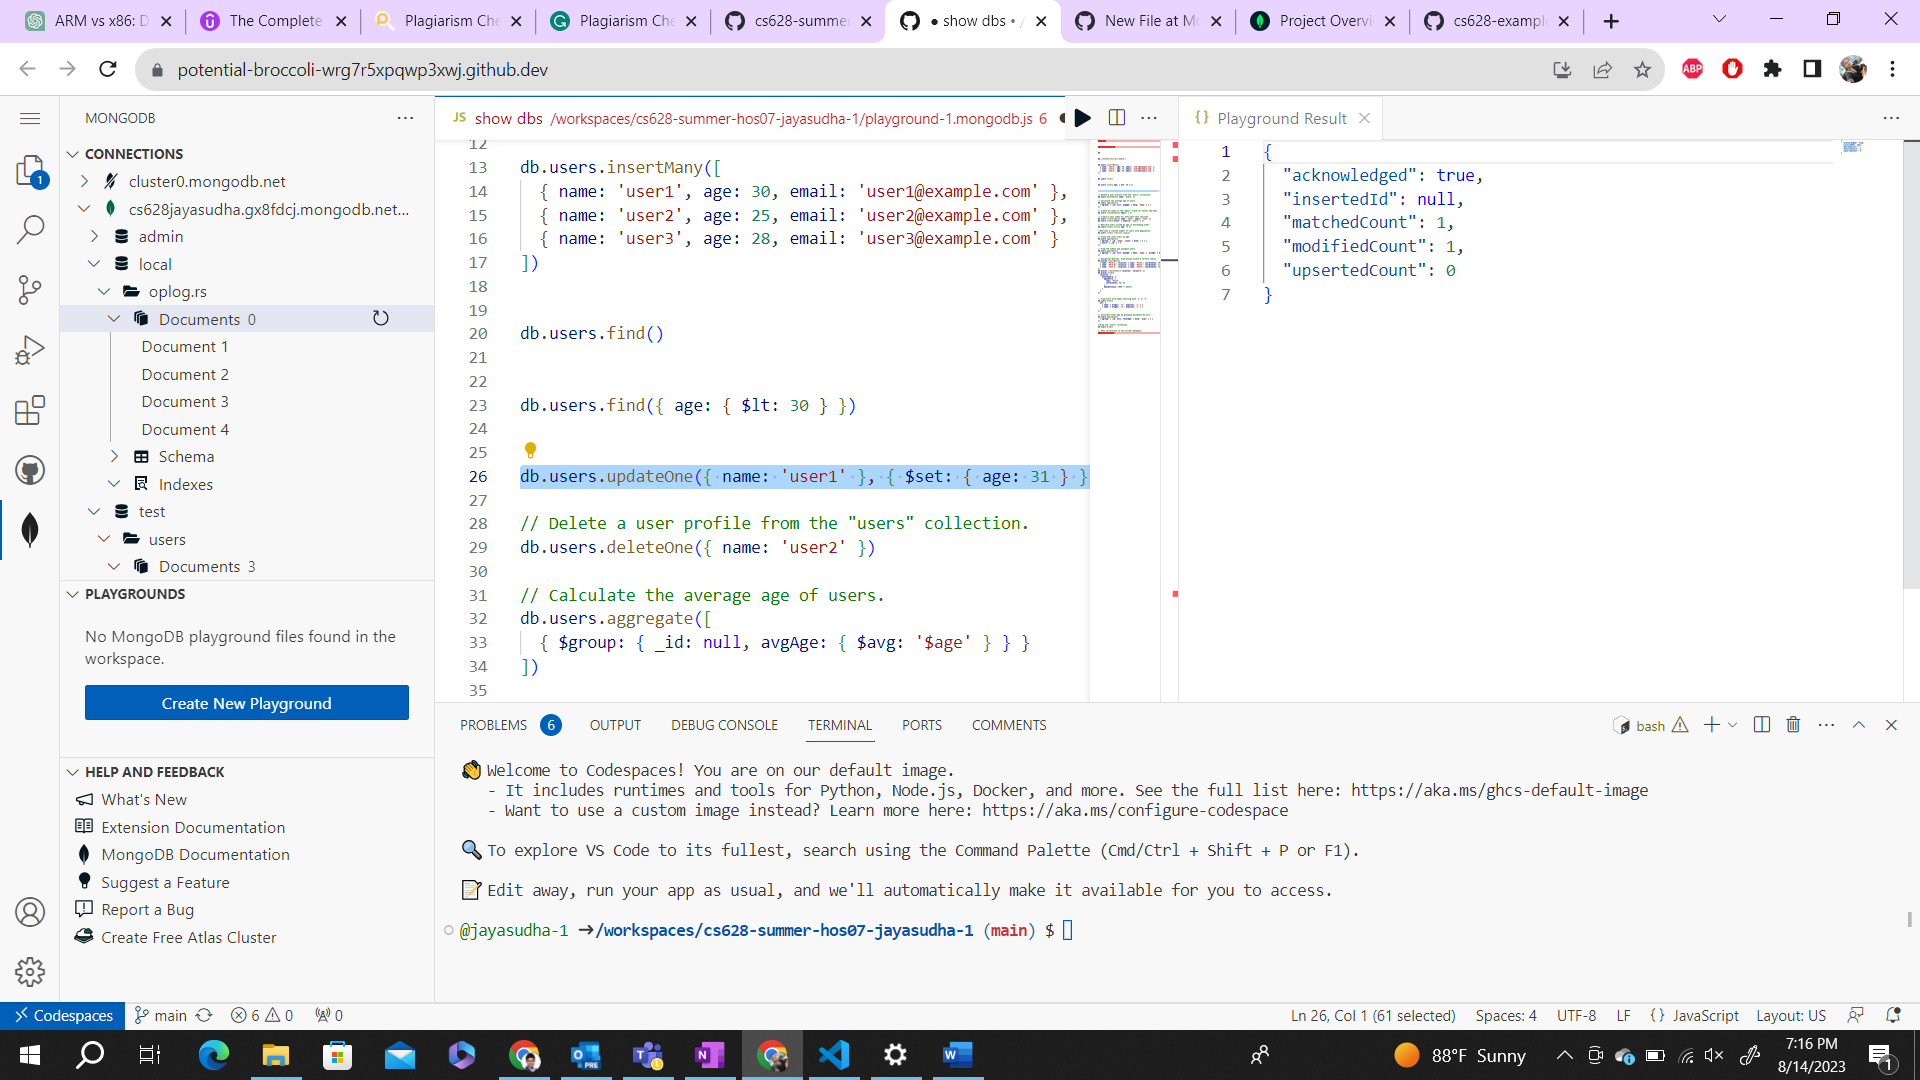 ARM vs x86: D
The Complete
Plagiarism Che
Plagiarism Che
cs628-summer
● show dbs • /
New File at Mo
Project Overvi
cs628-example
potential-broccoli-wrg7r5xpqwp3xwj.github.dev
ABP
MONGODB
CONNECTIONS
cluster0.mongodb.net
cs628jayasudha.gx8fdcj.mongodb.net...
admin
local
oplog.rs
Documents 0
Document 1
Document 2
Document 3
Document 4
Schema
Indexes
test
users
Documents 3
PLAYGROUNDS
No MongoDB playground files found in the
workspace.
Create New Playground
HELP AND FEEDBACK
What's New
Extension Documentation
MongoDB Documentation
Suggest a Feature
Report a Bug
Create Free Atlas Cluster
1
JS show dbs /workspaces/cs628-summer-hos07-jayasudha-1/playground-1.mongodb.js 6
12
13 db.users.insertMany([
14 { name: 'user1', age: 30, email: 'user1@example.com' },
15 { name: 'user2', age: 25, email: 'user2@example.com' },
16 { name: 'user3', age: 28, email: 'user3@example.com' }
17 ])
18
19
20 db.users.find()
21
22
23 db.users.find({ age: { $lt: 30 } })
24
25
26 db.users.updateOne({ name: 'user1' }, { $set: { age: 31 } }
27
28 // Delete a user profile from the "users" collection.
29 db.users.deleteOne({ name: 'user2' })
30
31 // Calculate the average age of users.
32 db.users.aggregate([
33 { $group: { _id: null, avgAge: { $avg: '$age' } } }
34 ])
35
{} Playground Result
1 {
2 "acknowledged": true,
3 "insertedId": null,
4 "matchedCount": 1,
5 "modifiedCount": 1,
6 "upsertedCount": 0
7 }
PROBLEMS 6 OUTPUT DEBUG CONSOLE TERMINAL PORTS COMMENTS
bash
👋 Welcome to Codespaces! You are on our default image.
- It includes runtimes and tools for Python, Node.js, Docker, and more. See the full list here: https://aka.ms/ghcs-default-image
- Want to use a custom image instead? Learn more here: https://aka.ms/configure-codespace
🔍 To explore VS Code to its fullest, search using the Command Palette (Cmd/Ctrl + Shift + P or F1).
📝 Edit away, run your app as usual, and we'll automatically make it available for you to access.
@jayasudha-1 ➜/workspaces/cs628-summer-hos07-jayasudha-1 (main) $
Codespaces main 6 0 0
Ln 26, Col 1 (61 selected) Spaces: 4 UTF-8 LF {} JavaScript Layout: US
PRE
88°F Sunny
7:16 PM
8/14/2023
1